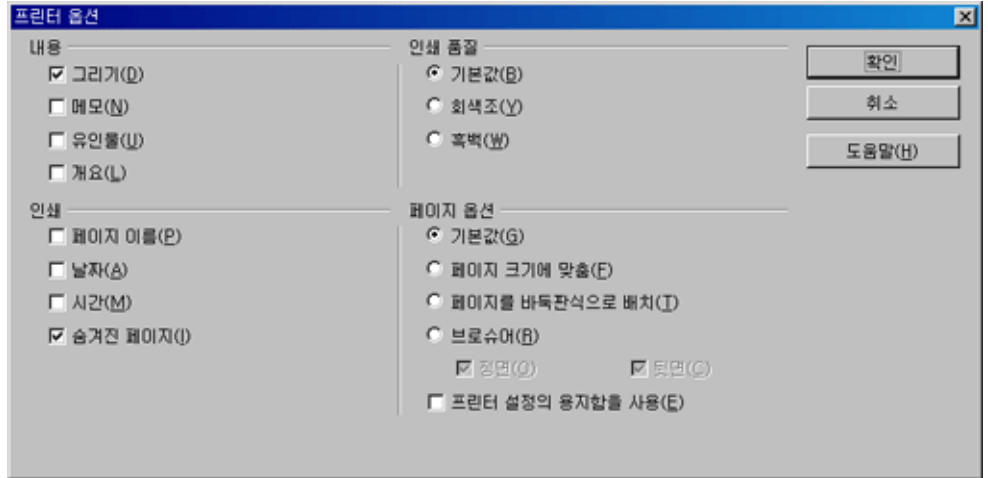 프린터 옵션
내용
그리기(D)
메모(N)
유인물(U)
개요(L)
인쇄
페이지 이름(P)
날짜(A)
시간(M)
숨겨진 페이지(I)
인쇄 품질
기본값(B)
회색조(Y)
흑백(W)
페이지 옵션
기본값(G)
페이지 크기에 맞춤(F)
페이지를 바둑판식으로 배치(T)
브로슈어(R)
정면(O) 뒷면(C)
프린터 설정의 용지함을 사용(E)
확인
취소
도움말(H)